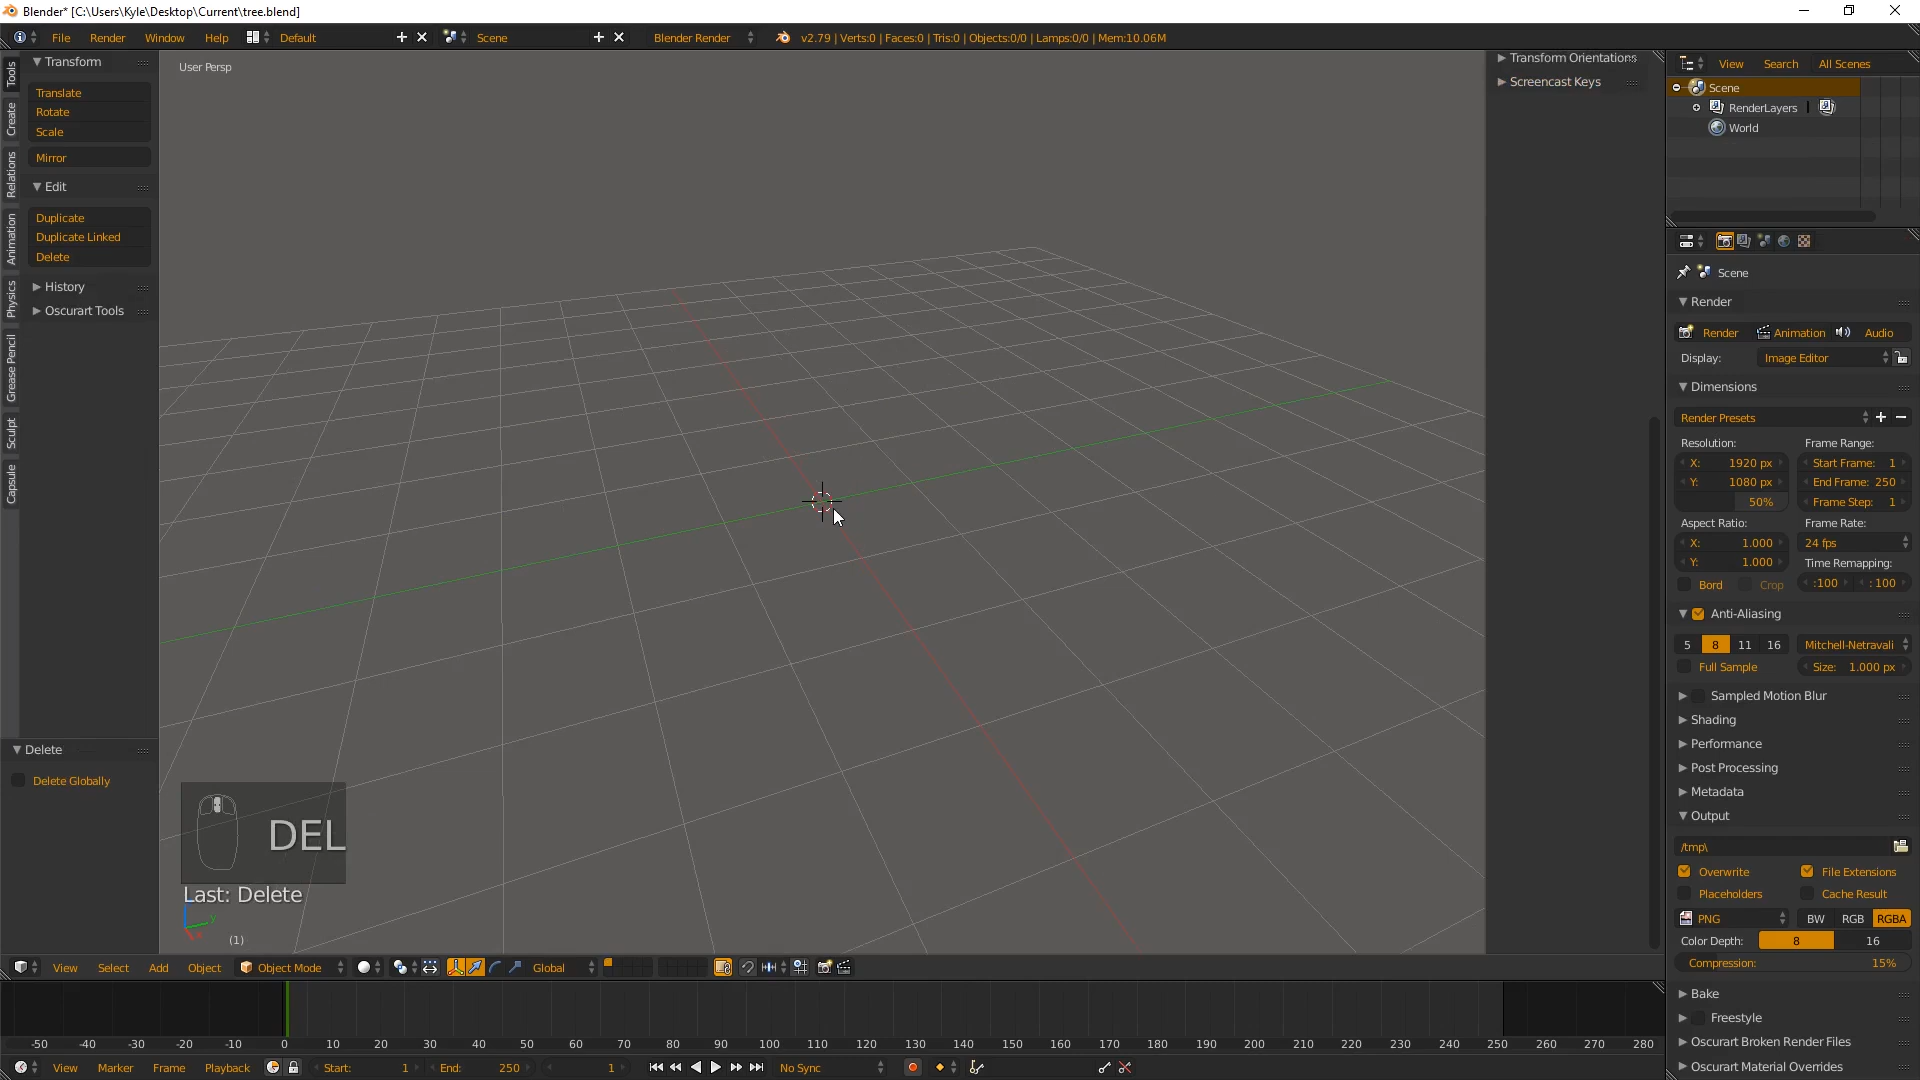 Blender* [C:\Users\Kyle\Desktop\Current\tree.blend]
File Render Window Help Default Scene Blender Render v2.79 | Verts:0 | Faces:0 | Tris:0 | Objects:0/0 | Lamps:0/0 | Mem:10.06M
Tools
Create
Relations
Animation
Physics
Grease Pencil
Sculpt
Capsule
Transform
Translate
Rotate
Scale
Mirror
Edit
Duplicate
Duplicate Linked
Delete
History
Oscurart Tools
Delete
Delete Globally
User Persp
DEL
Last: Delete
y
x
(1)
Transform Orientations
Screencast Keys
View Search All Scenes
Scene
RenderLayers
World
Scene
Render
Render Animation Audio
Display: Image Editor
Dimensions
Render Presets
Resolution: Frame Range:
X: 1920 px Start Frame: 1
Y: 1080 px End Frame: 250
50% Frame Step: 1
Aspect Ratio: Frame Rate:
X: 1.000 24 fps
Y: 1.000 Time Remapping:
Bord Crop :100 : 100
Anti-Aliasing
5 8 11 16 Mitchell-Netravali
Full Sample Size: 1.000 px
Sampled Motion Blur
Shading
Performance
Post Processing
Metadata
Output
/tmp\
Overwrite File Extensions
Placeholders Cache Result
PNG BW RGB RGBA
Color Depth: 8 16
Compression: 15%
Bake
Freestyle
Oscurart Broken Render Files
Oscurart Material Overrides
View Select Add Object Object Mode Global
-50 -40 -30 -20 -10 0 10 20 30 40 50 60 70 80 90 100 110 120 130 140 150 160 170 180 190 200 210 220 230 240 250 260 270 280
View Marker Frame Playback Start: 1 End: 250 1 No Sync